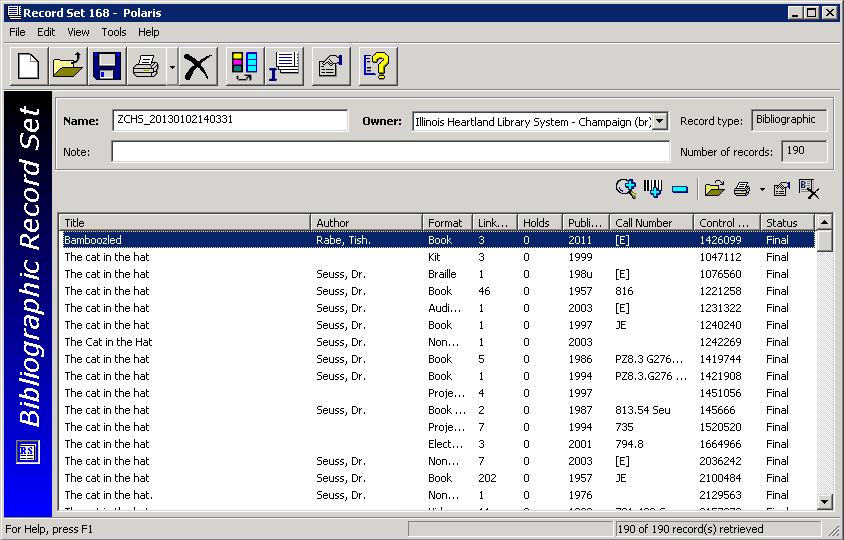 Record Set 168 - Polaris
File Edit View Tools Help
Bibliographic Record Set
RS
Name: ZCHS_20130102140331 Owner: Illinois Heartland Library System - Champaign (br) Record type: Bibliographic
Note: Number of records: 190
Title Author Format Link... Holds Publi... Call Number Control ... Status
Bamboozled Rabe, Tish. Book 3 0 2011 [E] 1426099 Final
The cat in the hat Kit 3 0 1999 1047112 Final
The cat in the hat Seuss, Dr. Braille 1 0 198u [E] 1076560 Final
The cat in the hat Seuss, Dr. Book 46 0 1957 816 1221258 Final
The cat in the hat Seuss, Dr. Audi... 1 0 2003 [E] 1231322 Final
The cat in the hat Seuss, Dr. Book 1 0 1997 JE 1240240 Final
The Cat in the Hat Seuss, Dr. Non... 1 0 2003 1242269 Final
The cat in the hat Seuss, Dr. Book 5 0 1986 PZ8.3 G276... 1419744 Final
The cat in the hat Seuss, Dr. Book 1 0 1994 PZ8.3.G276 ... 1421908 Final
The cat in the hat Proje... 4 0 1997 1451056 Final
The cat in the hat Seuss, Dr. Book ... 2 0 1987 813.54 Seu 145666 Final
The cat in the hat Proje... 7 0 1994 735 1520520 Final
The cat in the hat Elect... 3 0 2001 794.8 1664966 Final
The cat in the hat Seuss, Dr. Non... 7 0 2003 [E] 2036242 Final
The cat in the hat Seuss, Dr. Book 202 0 1957 JE 2100484 Final
The cat in the hat. Seuss, Dr. Non... 1 0 1976 2129563 Final
For Help, press F1 190 of 190 record(s) retrieved